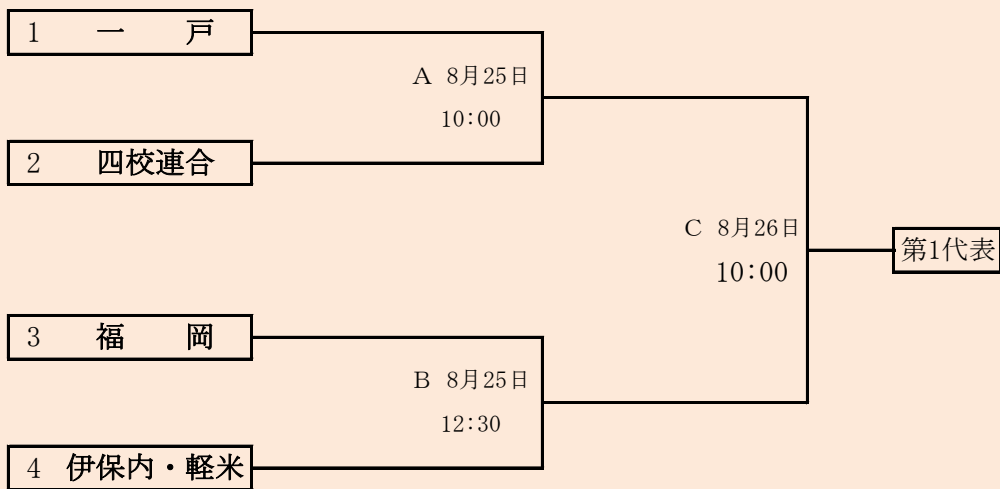 1 一 戸
A 8月25日
10:00
2 四校連合
C 8月26日
10:00
第1代表
3 福 岡
B 8月25日
12:30
4 伊保内・軽米